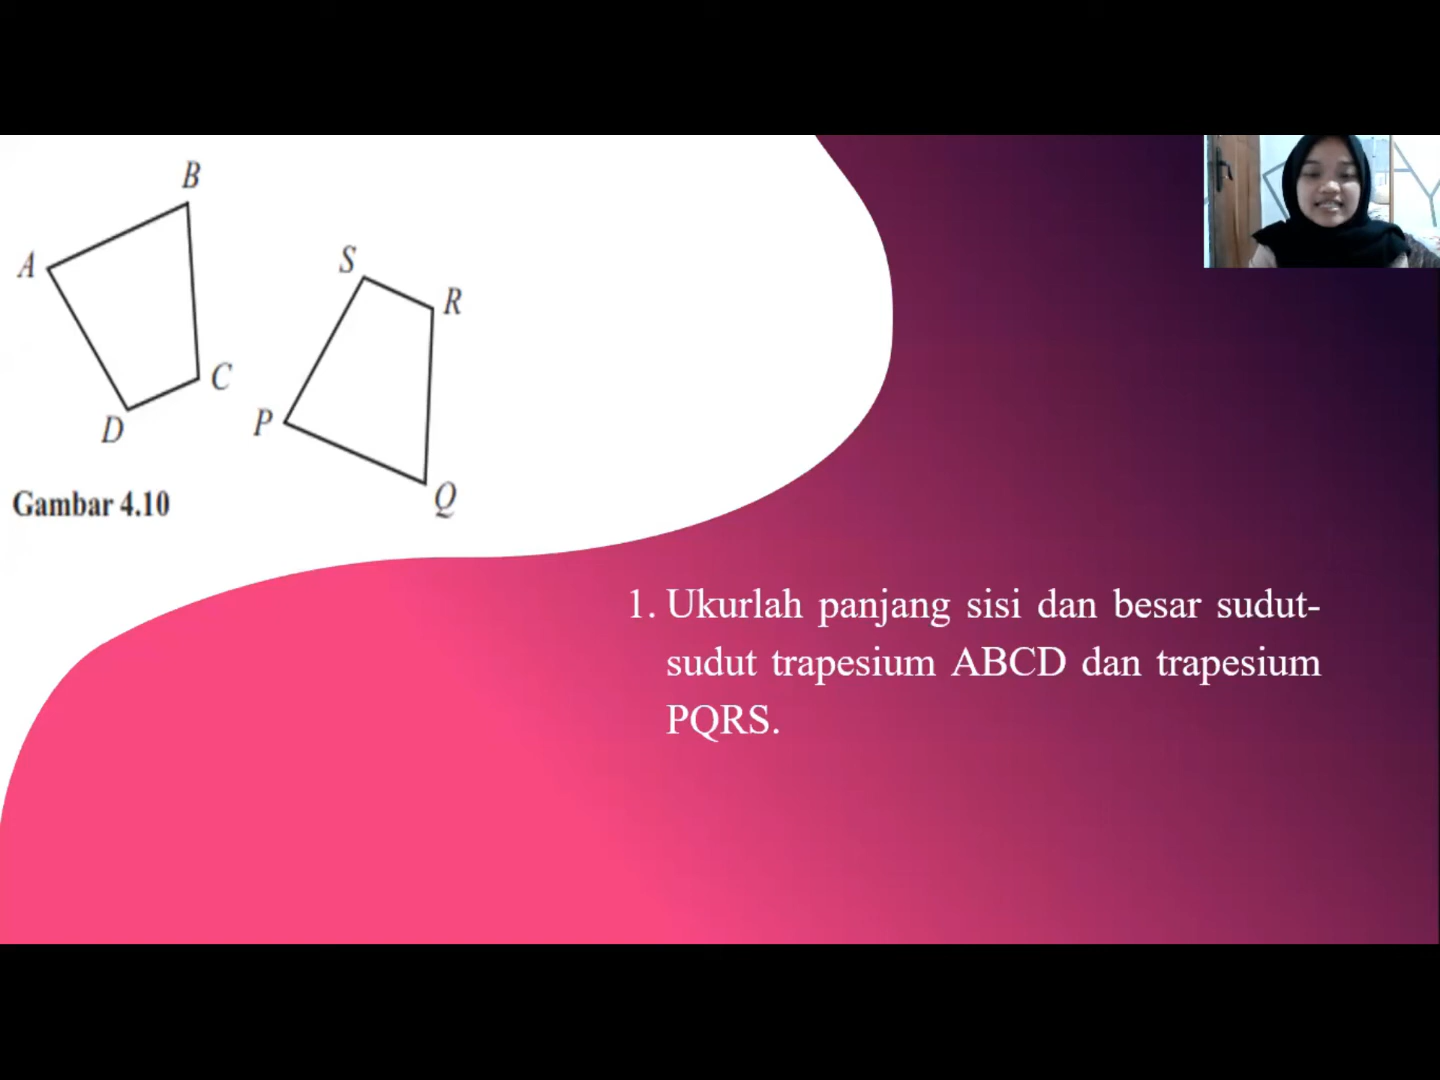 B
A
S
R
C
D
P
Q
Gambar 4.10
1. Ukurlah panjang sisi dan besar sudut-
sudut trapesium ABCD dan trapesium
PQRS.